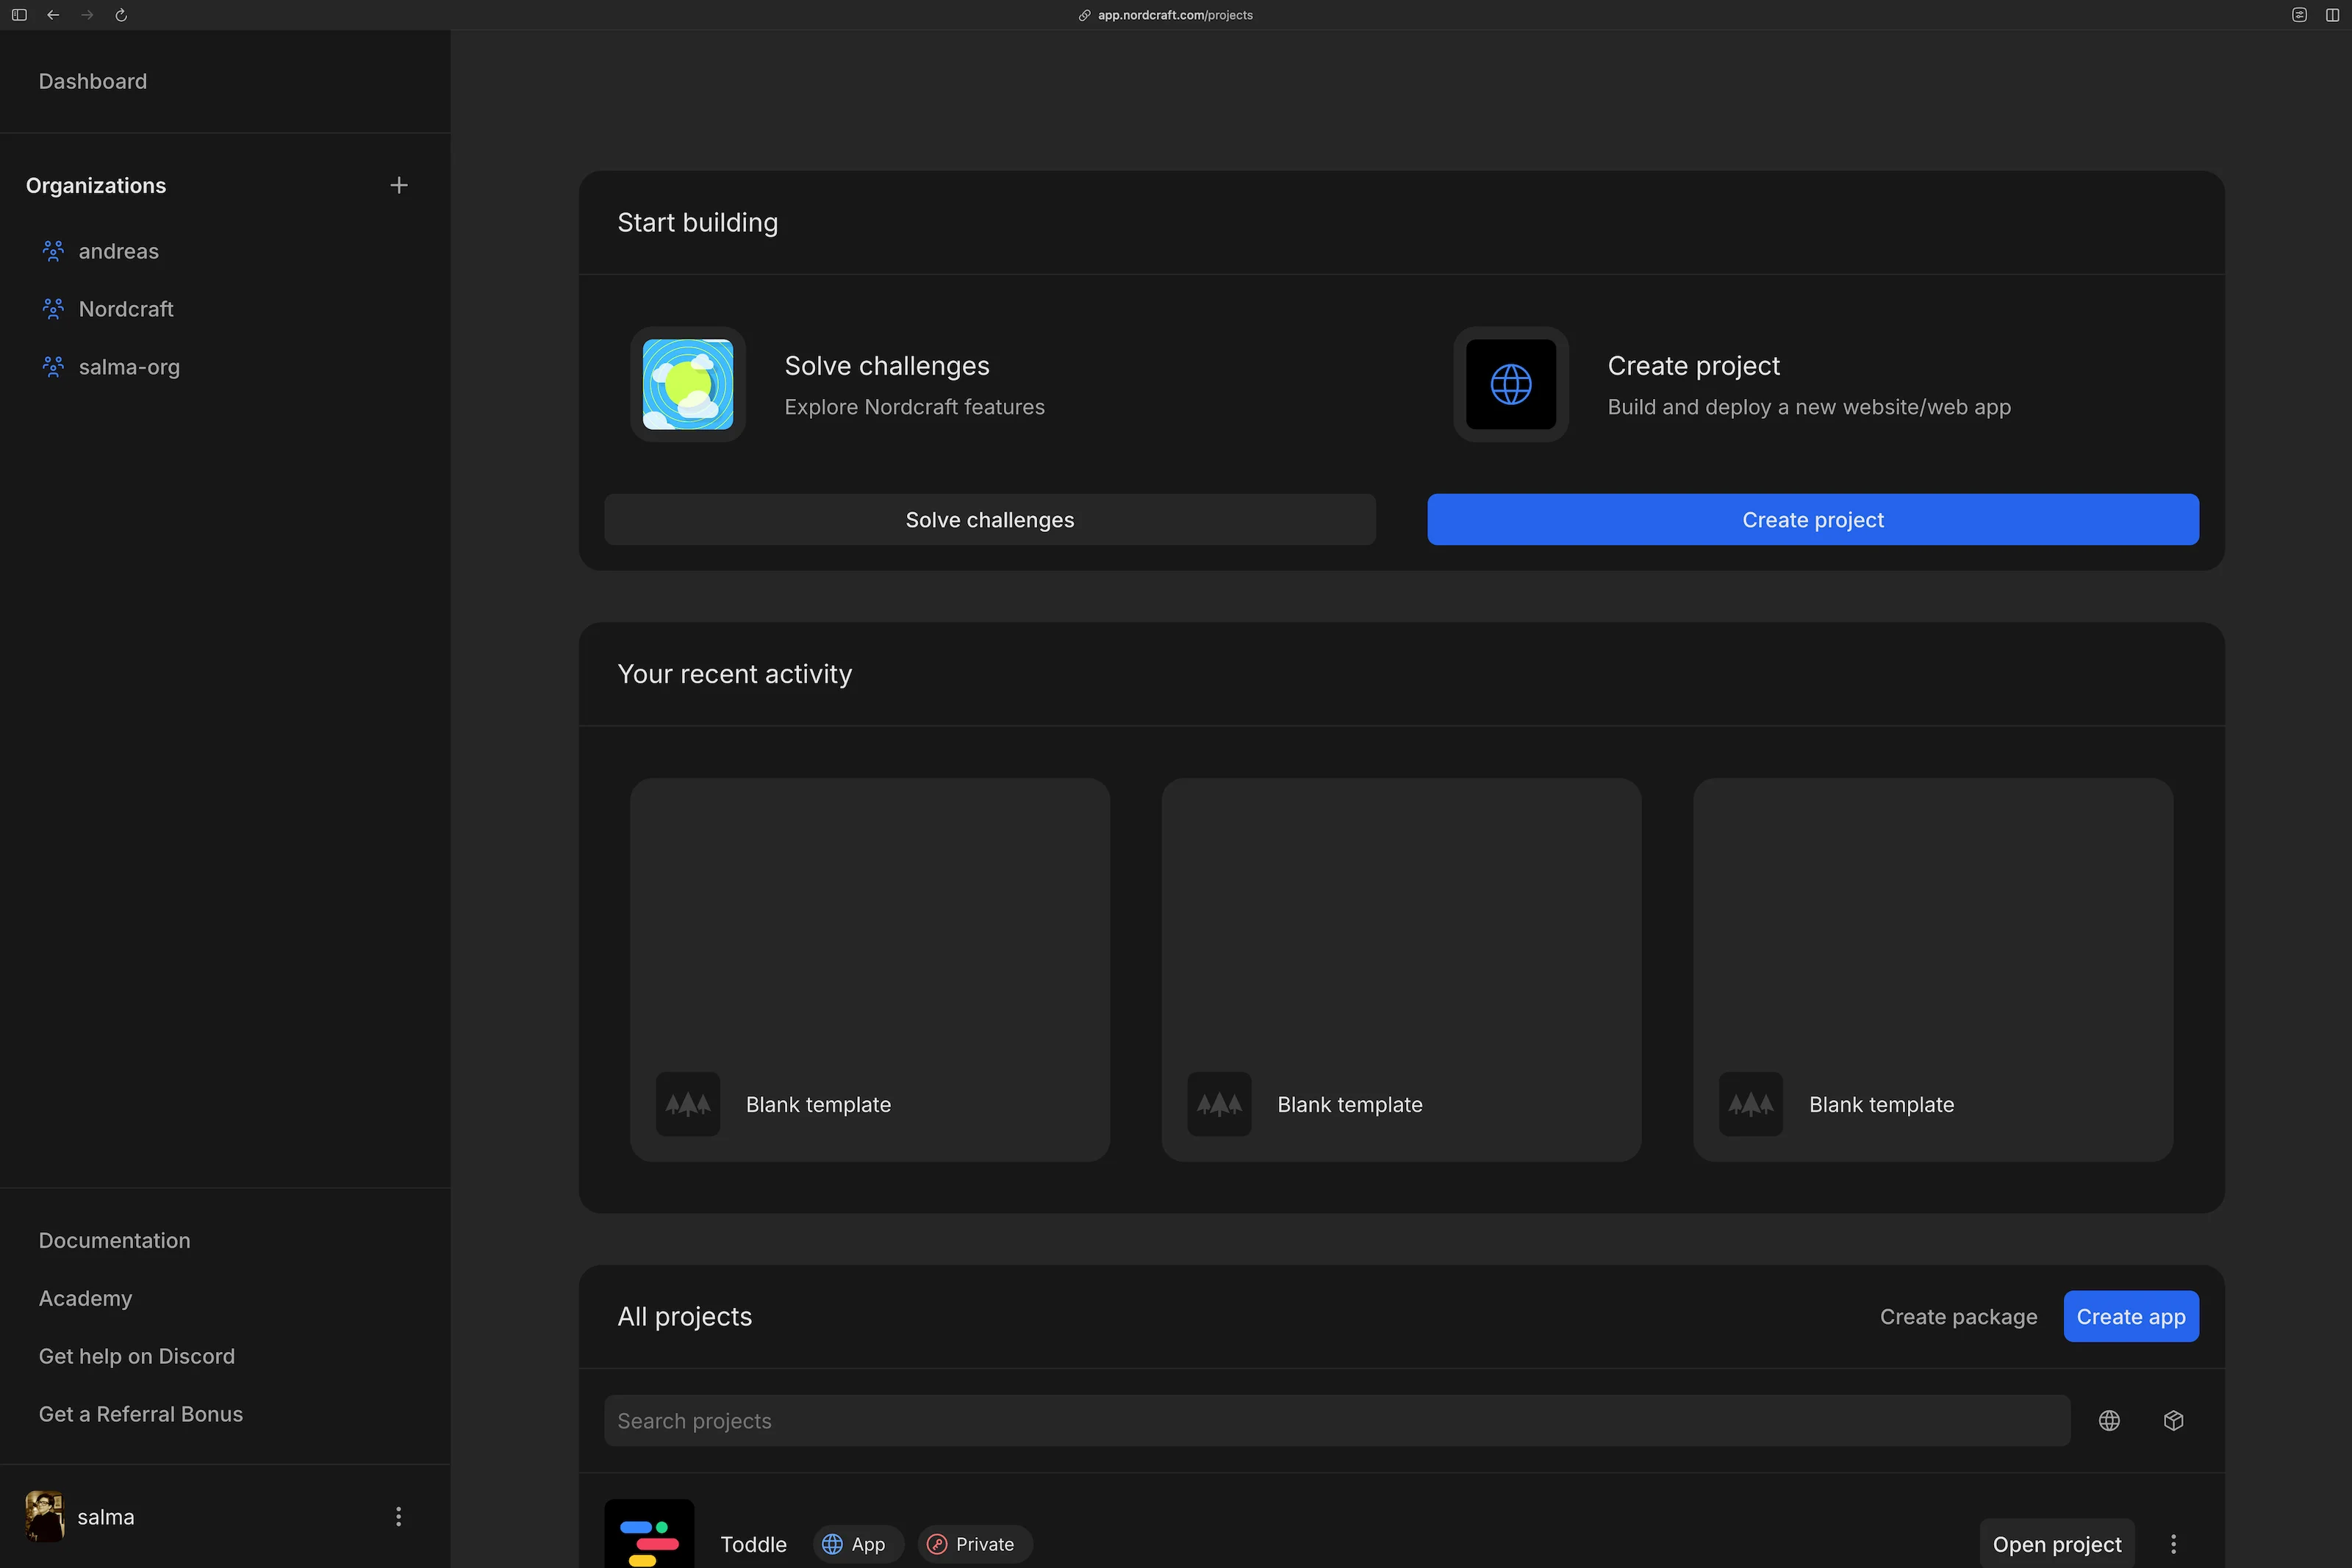 app.nordcraft.com/projects
Dashboard
Organizations
andreas
Nordcraft
salma-org
Documentation
Academy
Get help on Discord
Get a Referral Bonus
salma
Start building
Solve challenges
Explore Nordcraft features
Solve challenges
Create project
Build and deploy a new website/web app
Create project
Your recent activity
Blank template
Blank template
Blank template
All projects
Create package
Create app
Search projects
Toddle
App
Private
Open project